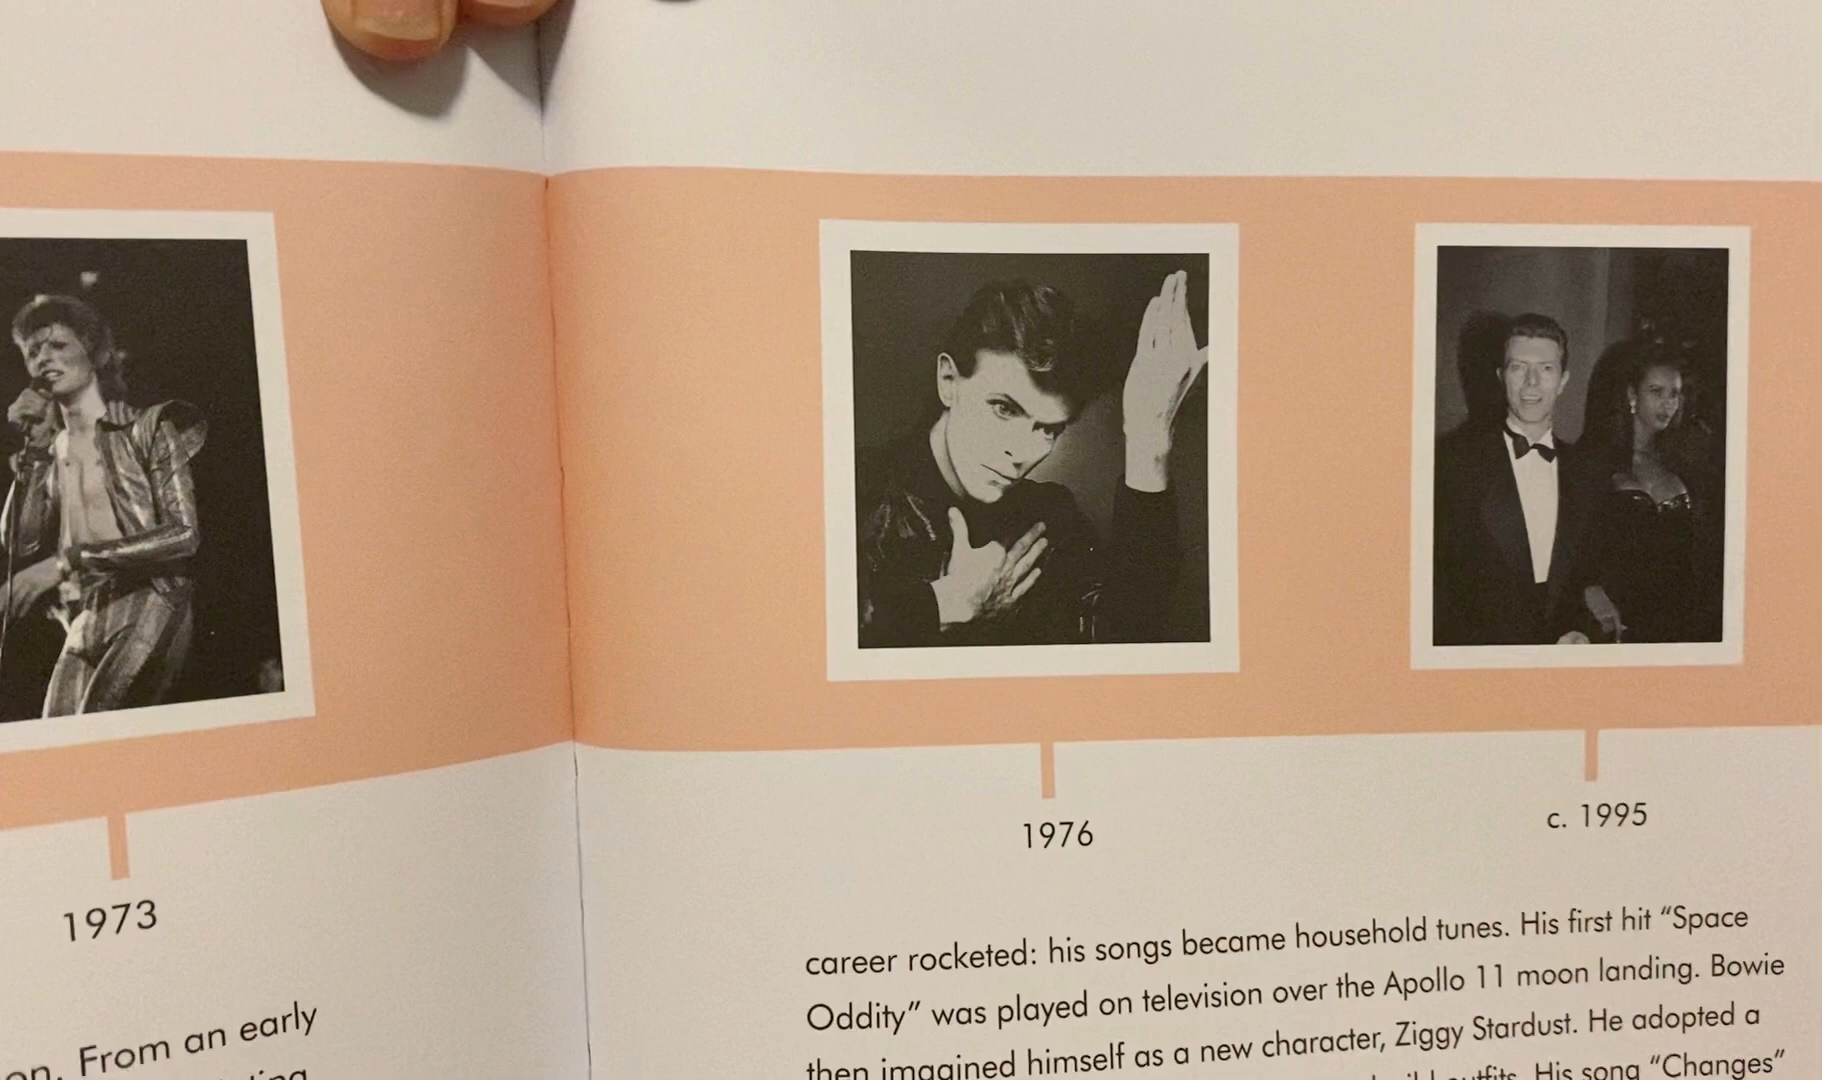 1973
on. From an early
1976
c. 1995
career rocketed: his songs became household tunes. His first hit “Space
Oddity” was played on television over the Apollo 11 moon landing. Bowie
then imagined himself as a new character, Ziggy Stardust. He adopted a
outfits. His song “Changes”